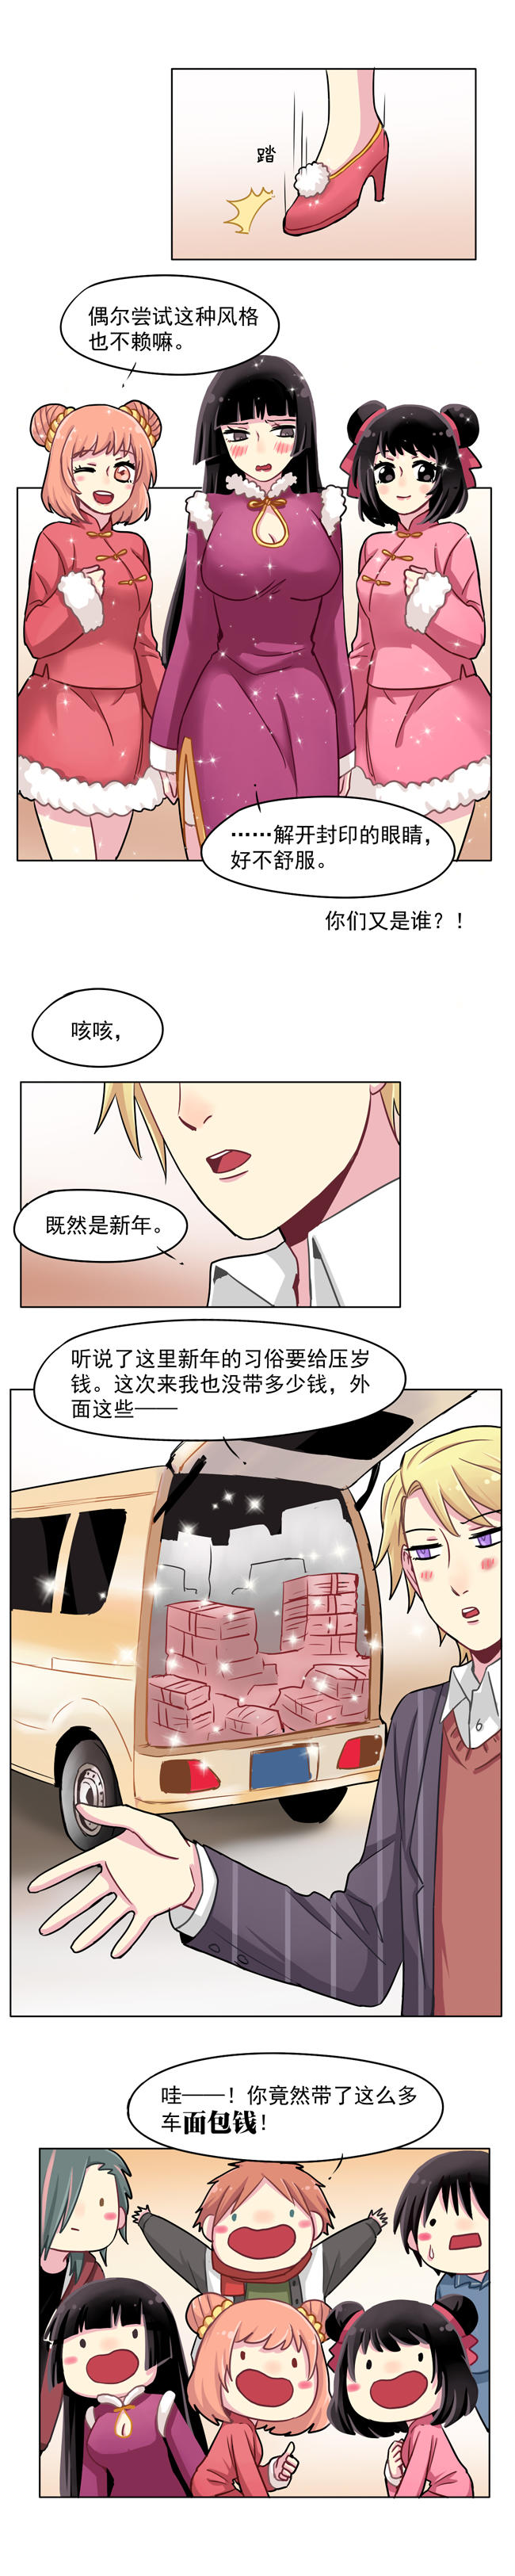 踏
偶尔尝试这种风格
也不赖嘛。
……解开封印的眼睛，
好不舒服。
你们又是谁？！
咳咳，
既然是新年。
听说了这里新年的习俗要给压岁
钱。这次来我也没带多少钱，外
面这些——
哇——！你竟然带了这么多
车面包钱！